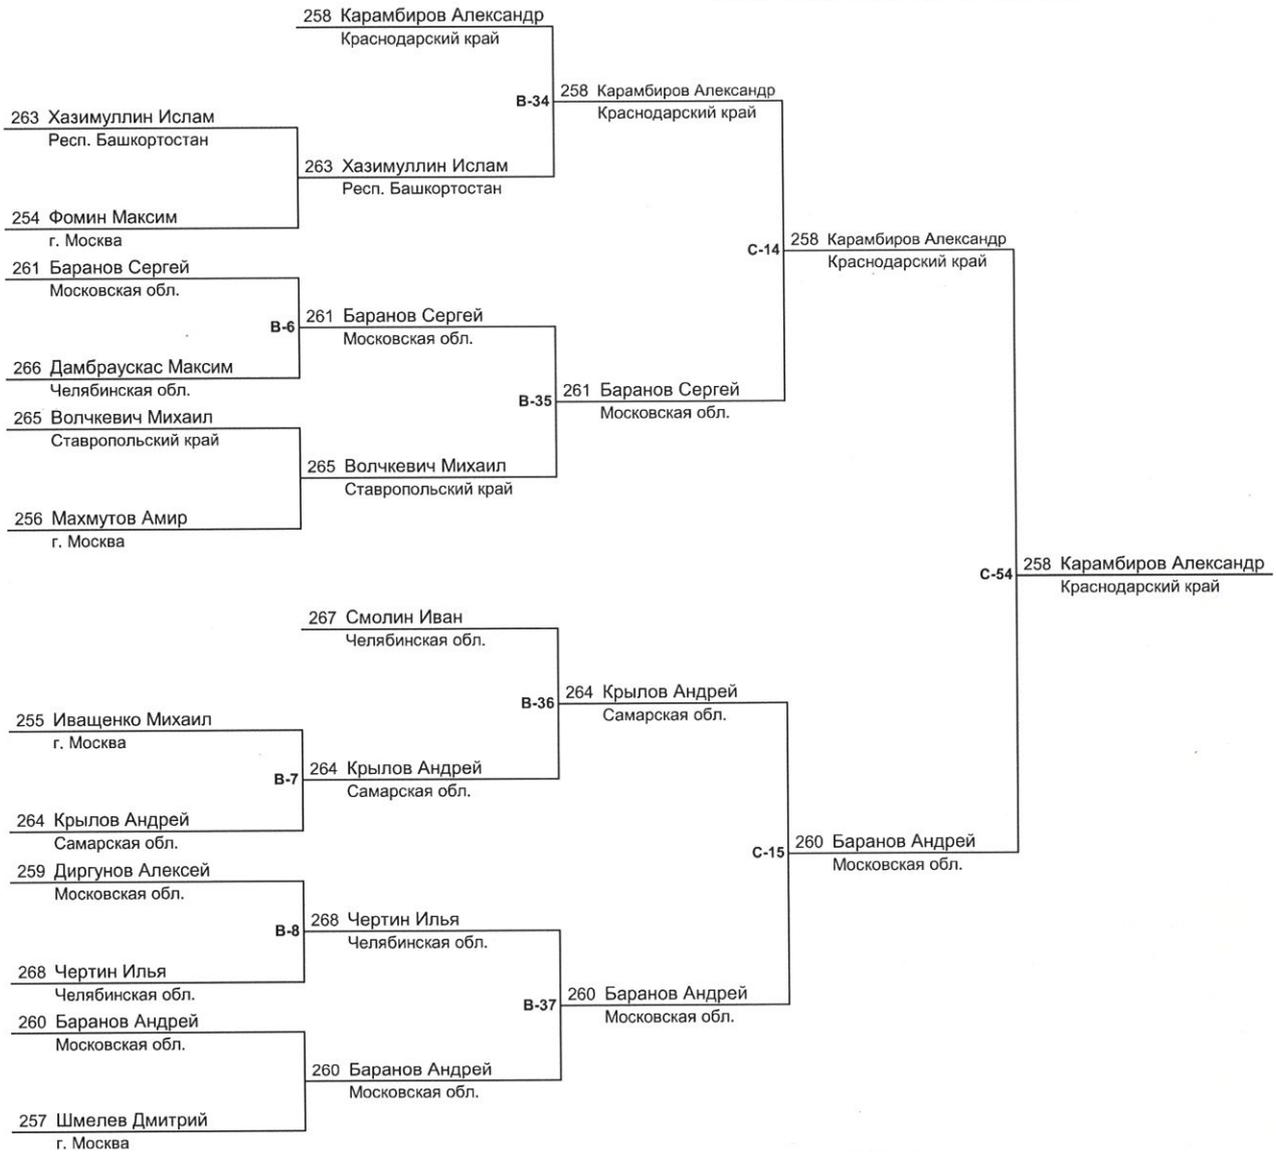 258 Карамбиров Александр
Краснодарский край
B-34
258 Карамбиров Александр
Краснодарский край
263 Хазимуллин Ислам
Респ. Башкортостан
263 Хазимуллин Ислам
Респ. Башкортостан
254 Фомин Максим
г. Москва
C-14
258 Карамбиров Александр
Краснодарский край
261 Баранов Сергей
Московская обл.
B-6
261 Баранов Сергей
Московская обл.
266 Дамбраускас Максим
Челябинская обл.
B-35
261 Баранов Сергей
Московская обл.
265 Волчкевич Михаил
Ставропольский край
265 Волчкевич Михаил
Ставропольский край
256 Махмутов Амир
г. Москва
C-54
258 Карамбиров Александр
Краснодарский край
267 Смолин Иван
Челябинская обл.
B-36
264 Крылов Андрей
Самарская обл.
255 Иващенко Михаил
г. Москва
B-7
264 Крылов Андрей
Самарская обл.
264 Крылов Андрей
Самарская обл.
C-15
260 Баранов Андрей
Московская обл.
259 Диргунов Алексей
Московская обл.
B-8
268 Чертин Илья
Челябинская обл.
268 Чертин Илья
Челябинская обл.
B-37
260 Баранов Андрей
Московская обл.
260 Баранов Андрей
Московская обл.
260 Баранов Андрей
Московская обл.
257 Шмелев Дмитрий
г. Москва